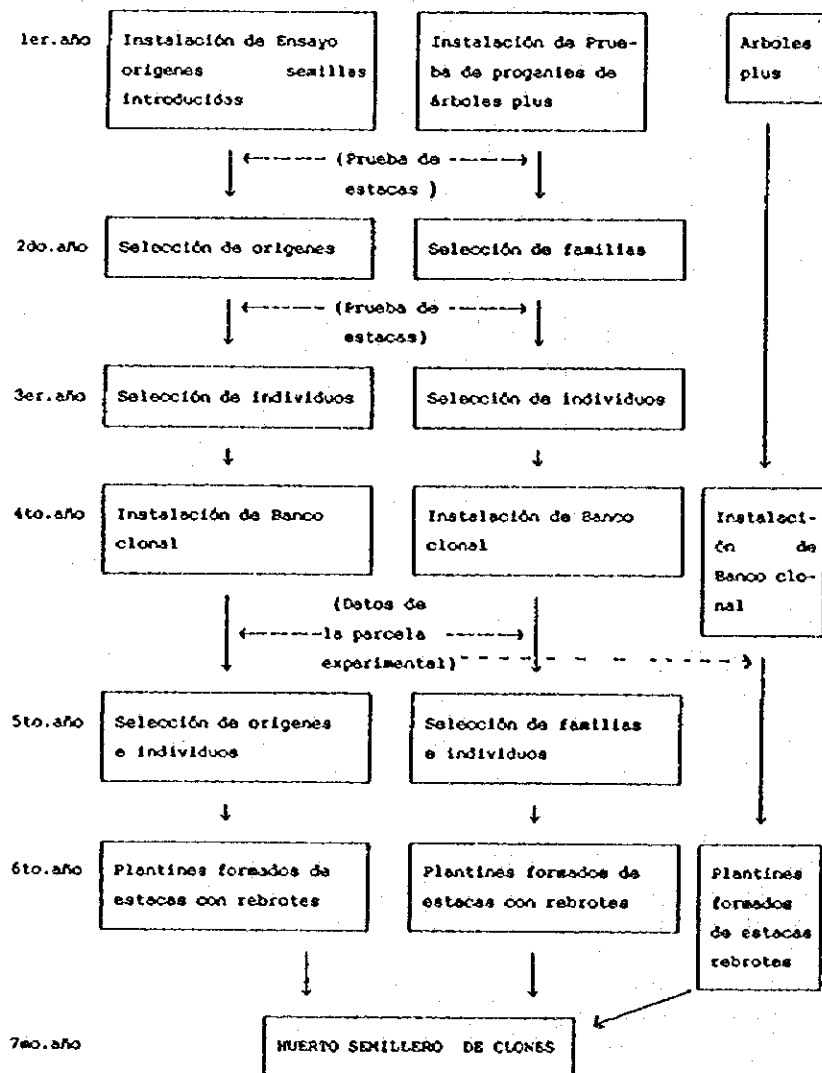 1er.año
Instalación de Ensayo
orígenes semillas
introducidas
Instalación de Prue-
ba de progenies de
árboles plus
Arboles
plus
(Prueba de
estacas )
2do.año
Selección de orígenes
Selección de familias
(Prueba de
estacas)
3er.año
Selección de individuos
Selección de individuos
4to.año
Instalación de Banco
clonal
Instalación de Banco
clonal
Instalaci-
ón de
Banco clo-
nal
(Datos de
la parcela
experimental)
5to.año
Selección de orígenes
e individuos
Selección de familias
e individuos
6to.año
Plantines formados de
estacas con rebrotes
Plantines formados de
estacas con rebrotes
Plantines
formados
de estacas
rebrotes
7mo.año
HUERTO SEMILLERO DE CLONES